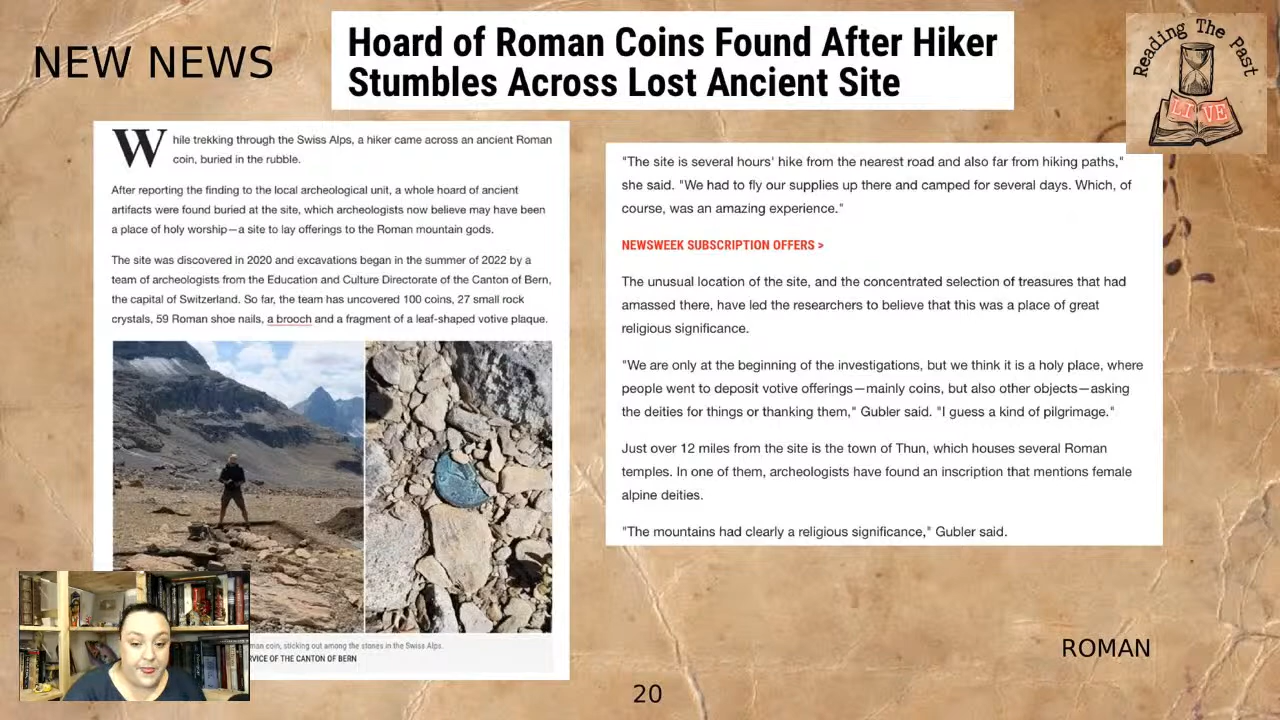 NEW NEWS
Hoard of Roman Coins Found After Hiker
Stumbles Across Lost Ancient Site
Reading The Past
LIVE
While trekking through the Swiss Alps, a hiker came across an ancient Roman
coin, buried in the rubble.
After reporting the finding to the local archeological unit, a whole hoard of ancient
artifacts were found buried at the site, which archeologists now believe may have been
a place of holy worship—a site to lay offerings to the Roman mountain gods.
The site was discovered in 2020 and excavations began in the summer of 2022 by a
team of archeologists from the Education and Culture Directorate of the Canton of Bern,
the capital of Switzerland. So far, the team has uncovered 100 coins, 27 small rock
crystals, 59 Roman shoe nails, a brooch and a fragment of a leaf-shaped votive plaque.
coin, sticking out among the stones in the Swiss Alps.
OF THE CANTON OF BERN
"The site is several hours' hike from the nearest road and also far from hiking paths,"
she said. "We had to fly our supplies up there and camped for several days. Which, of
course, was an amazing experience."
NEWSWEEK SUBSCRIPTION OFFERS >
The unusual location of the site, and the concentrated selection of treasures that had
amassed there, have led the researchers to believe that this was a place of great
religious significance.
"We are only at the beginning of the investigations, but we think it is a holy place, where
people went to deposit votive offerings—mainly coins, but also other objects—asking
the deities for things or thanking them," Gubler said. "I guess a kind of pilgrimage."
Just over 12 miles from the site is the town of Thun, which houses several Roman
temples. In one of them, archeologists have found an inscription that mentions female
alpine deities.
"The mountains had clearly a religious significance," Gubler said.
ROMAN
20